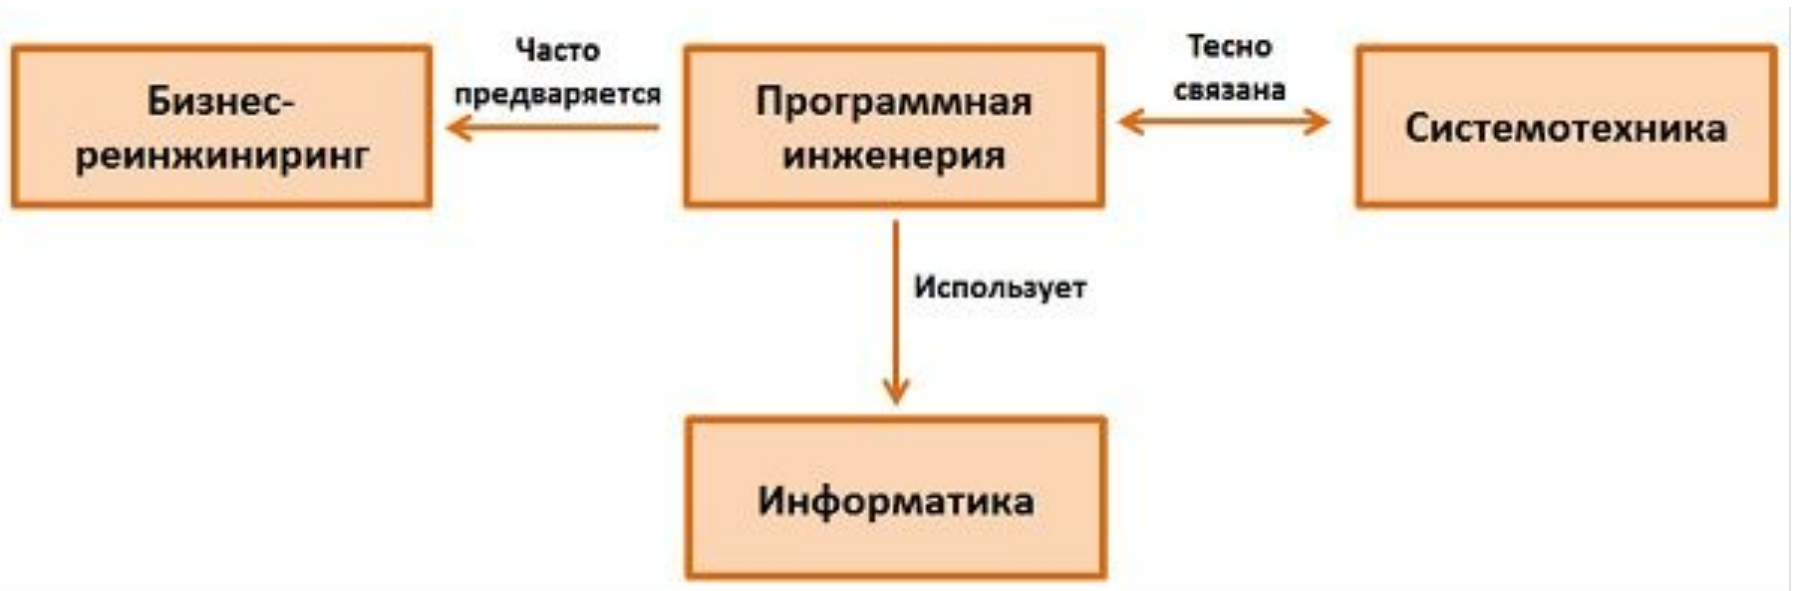 Бизнес-
реинжиниринг
Часто
предваряется
Программная
инженерия
Тесно
связана
Системотехника
Использует
Информатика